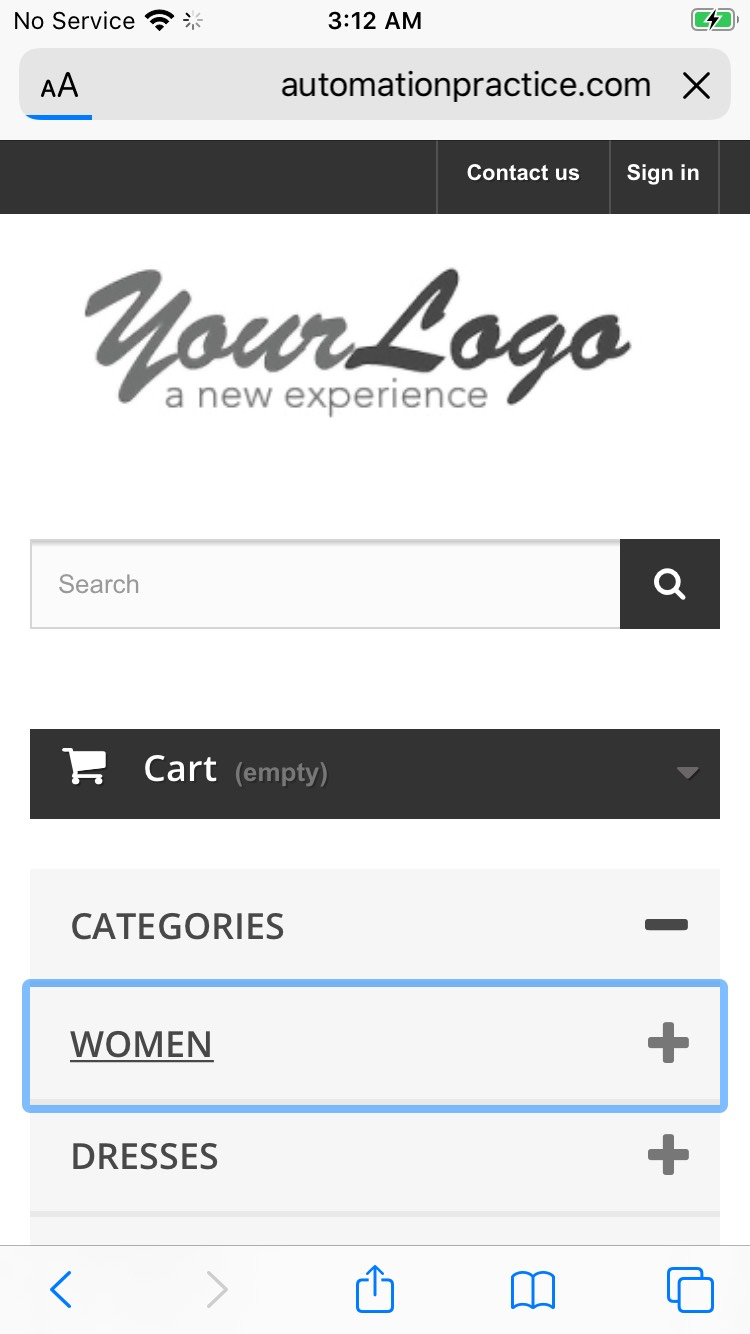 No Service 3:12 AM
AA automationpractice.com
Contact us Sign in
YourLogo
a new experience
Search
Cart (empty)
CATEGORIES
WOMEN
DRESSES